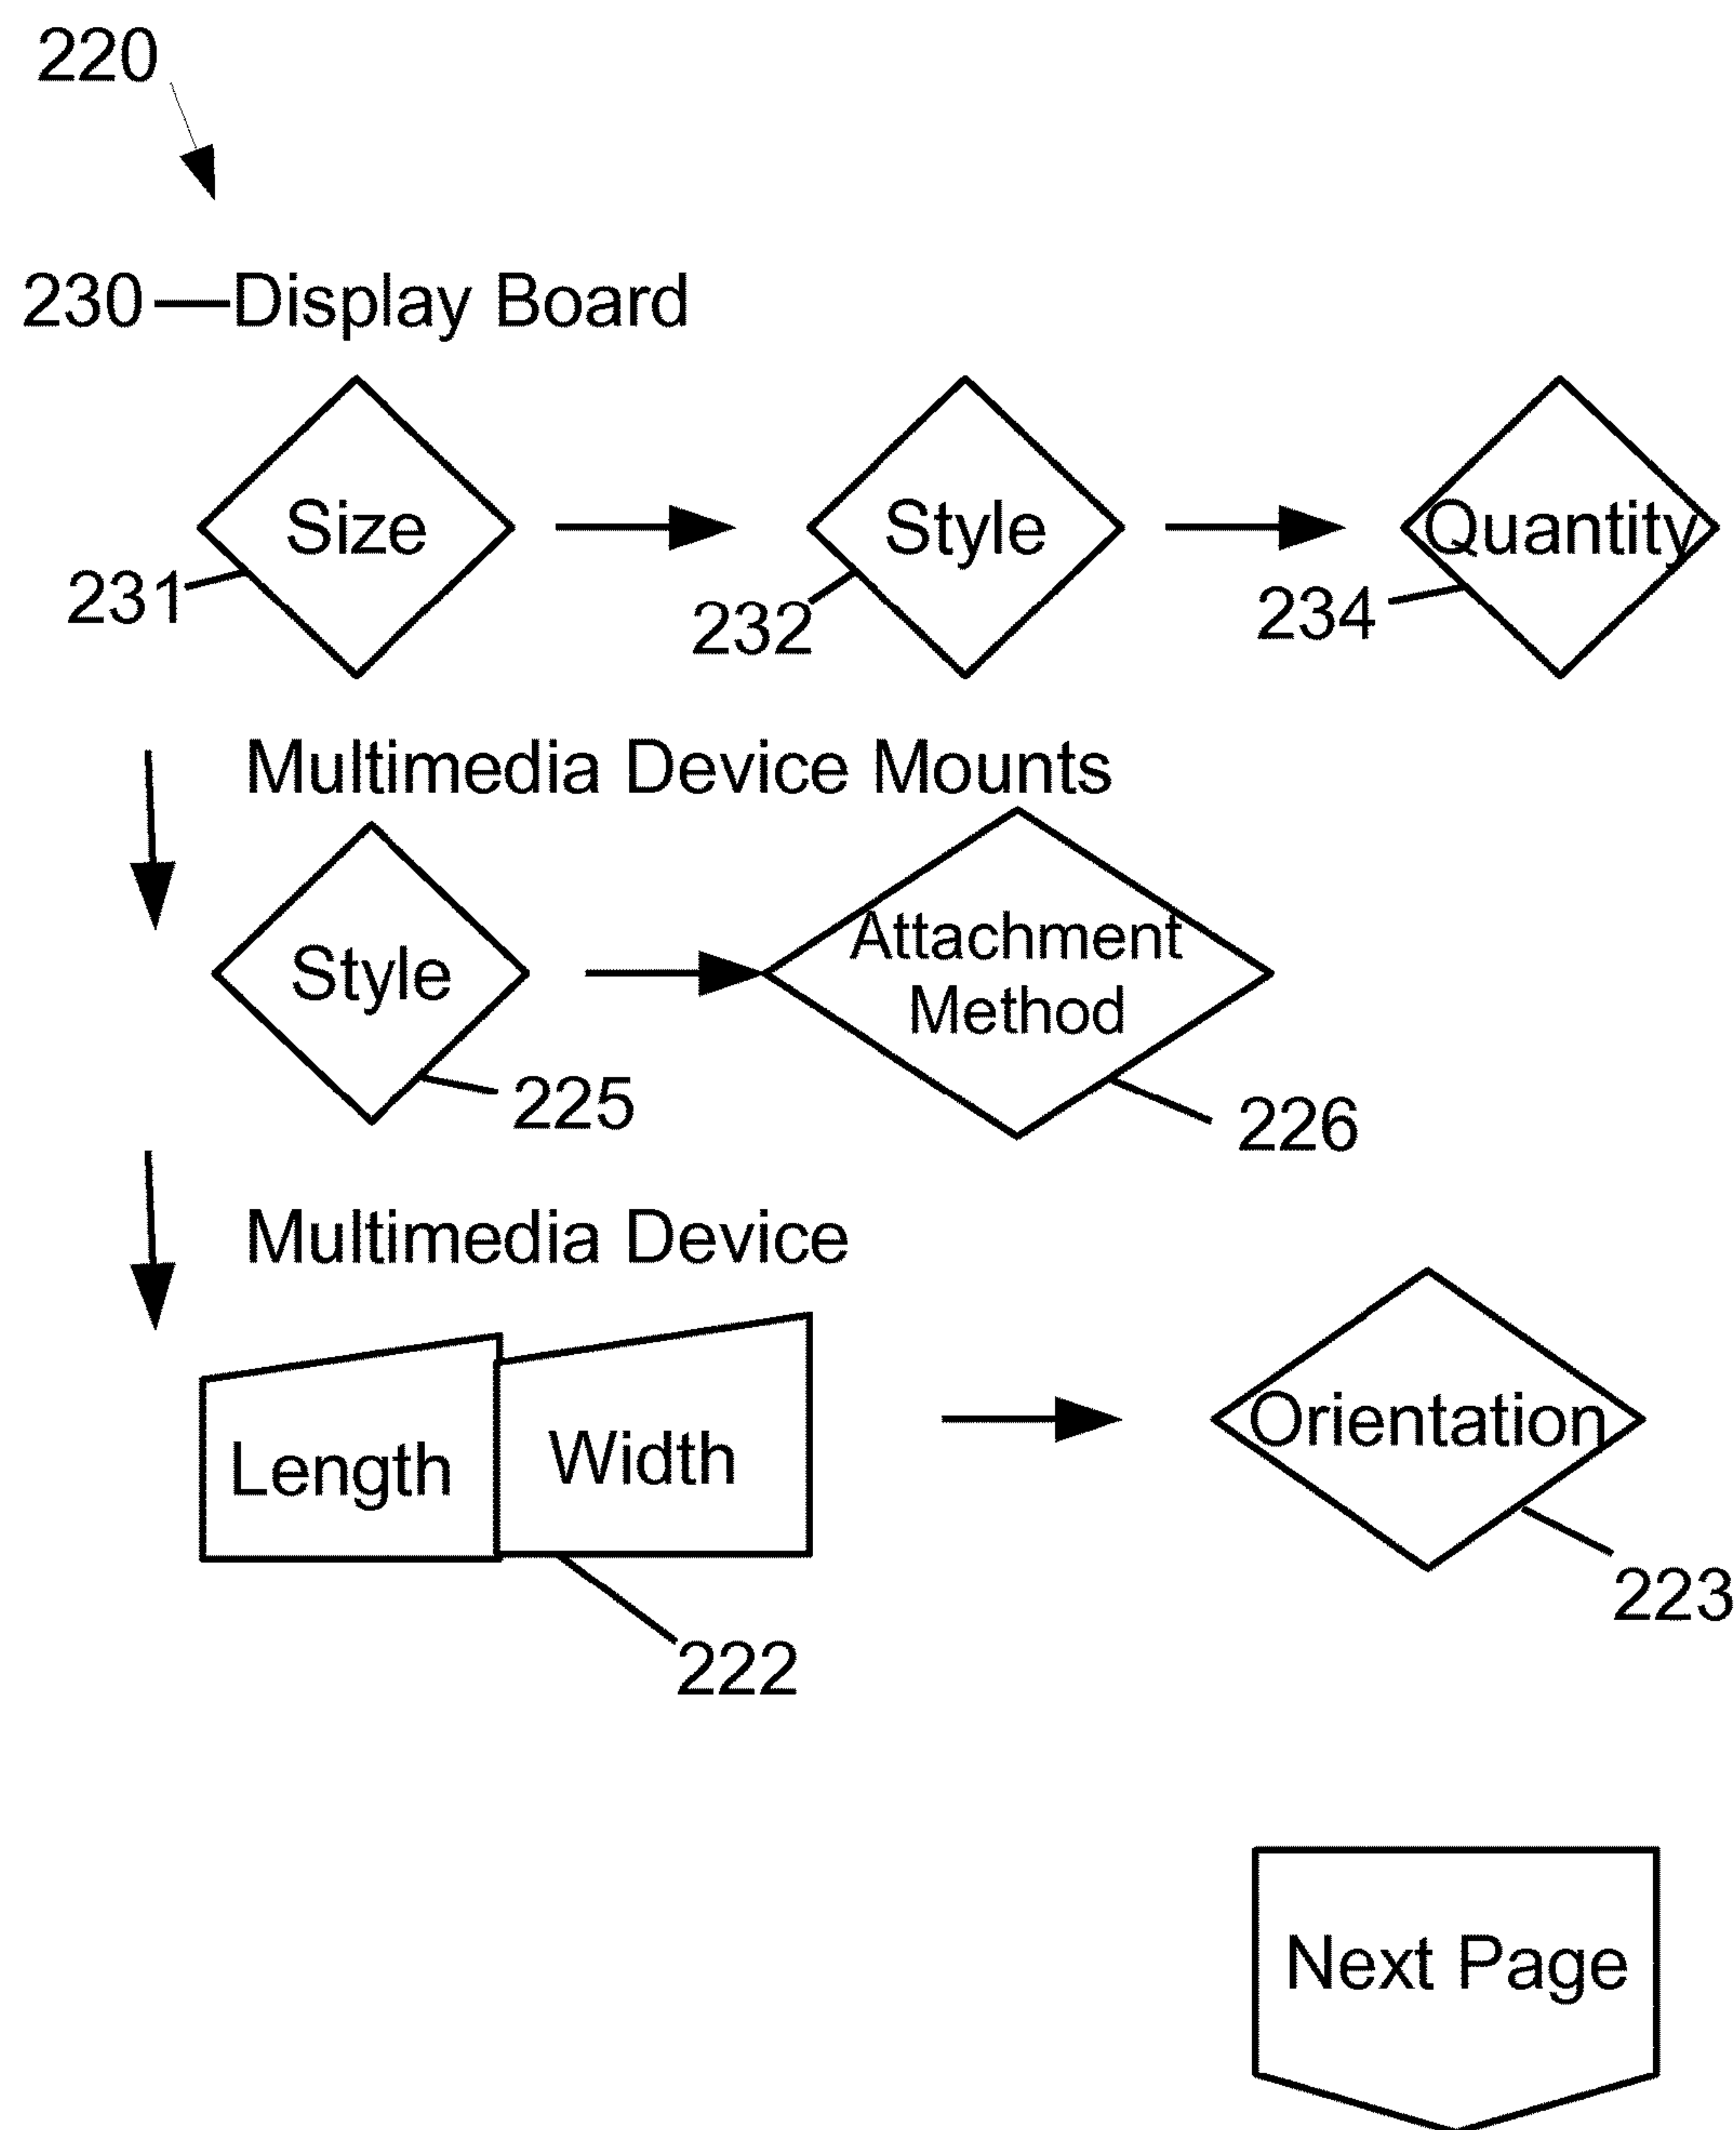 220
230 Display Board
Size
Style
Quantity
231
232
234
Multimedia Device Mounts
Style
Attachment
Method
225
226
Multimedia Device
Length
Width
Orientation
222
223
Next Page